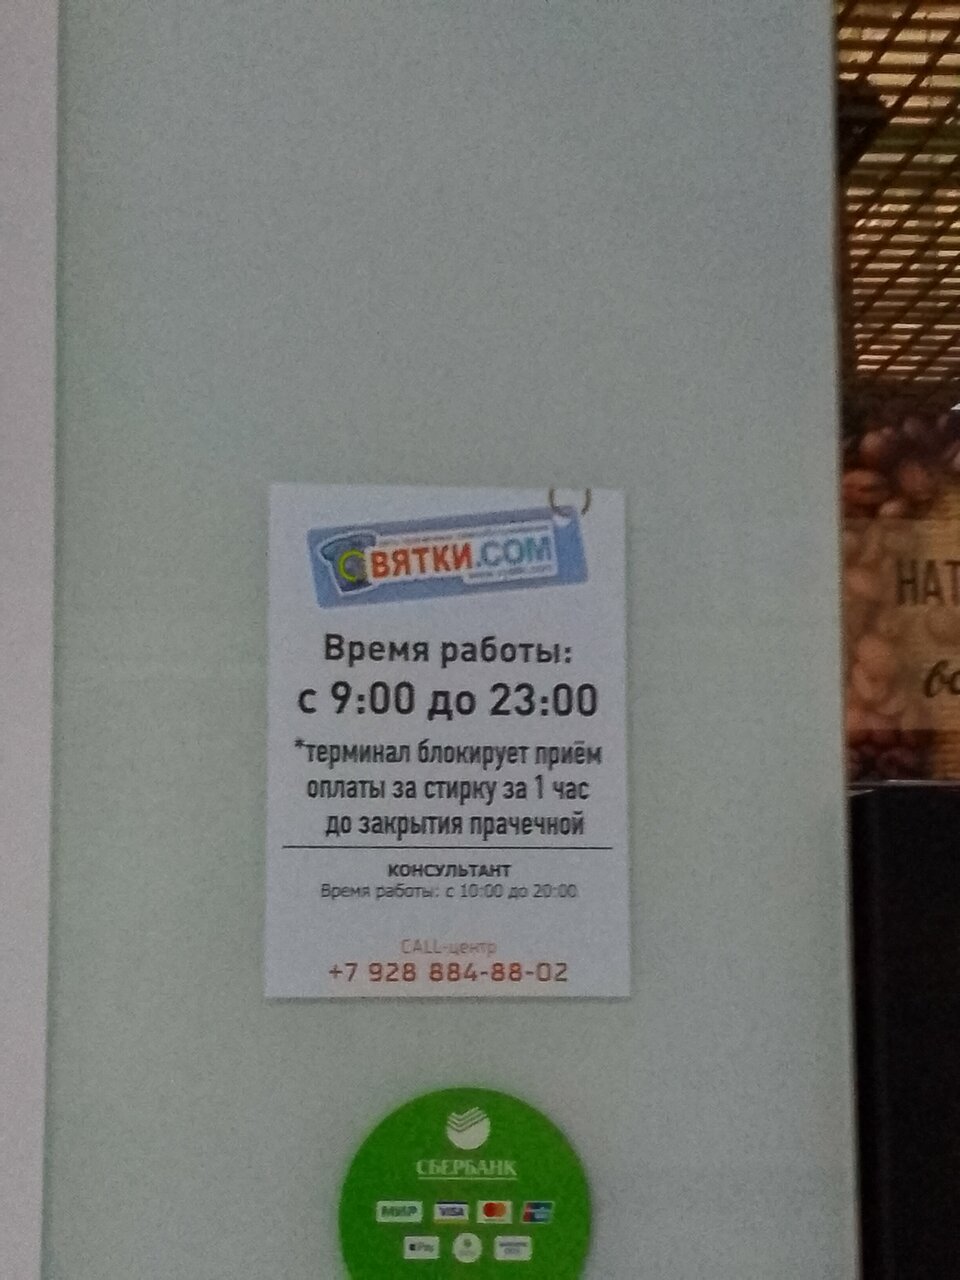 ВЯТКИ.COM
Время работы:
с 9:00 до 23:00
*терминал блокирует приём
оплаты за стирку за 1 час
до закрытия прачечной
КОНСУЛЬТАНТ
Время работы: с 10:00 до 20:00
CALL-центр
+7 928 884-88-02
НАТ
СБЕРБАНК
МИР VISA
Pay